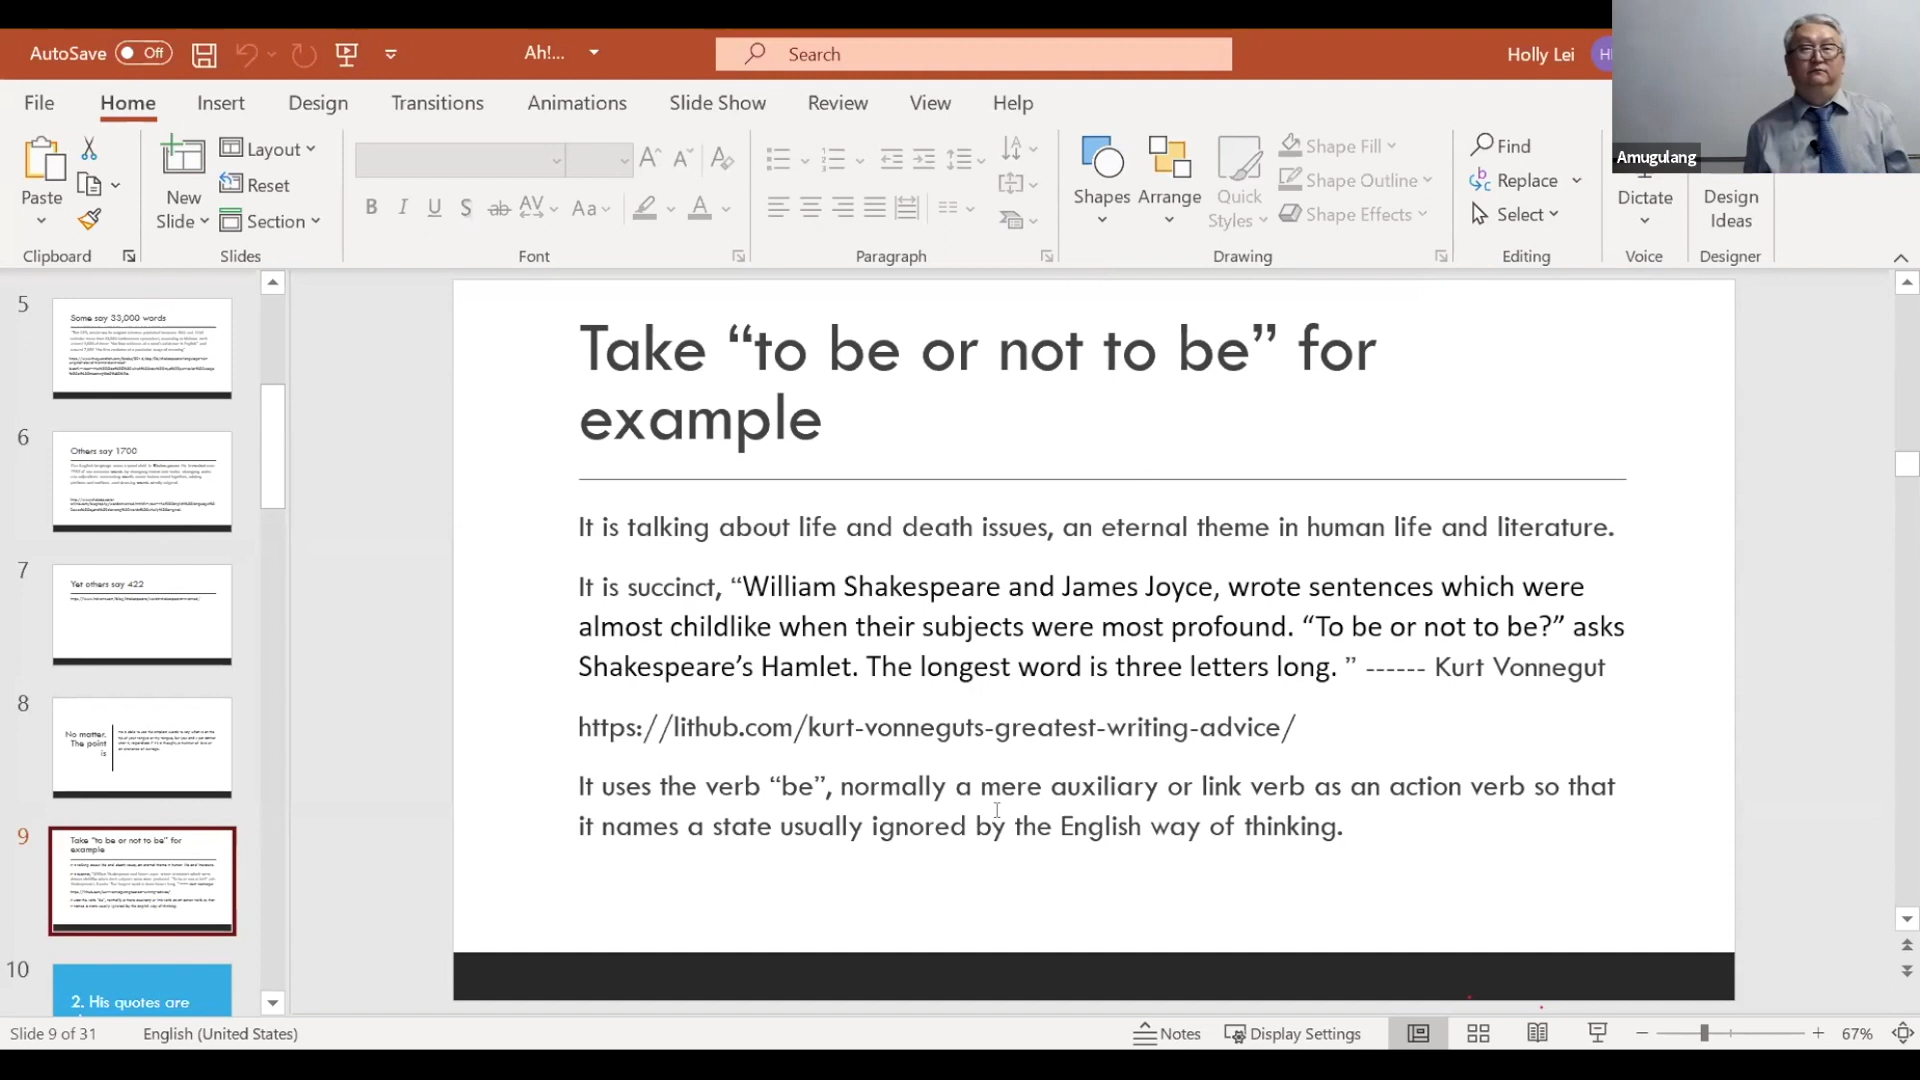 AutoSave Off Ah!... Search Holly Lei
File Home Insert Design Transitions Animations Slide Show Review View Help
Amugulang
Paste
New
Slide
Layout
Reset
Section
B I U S ab AV Aa A
Shapes
Arrange
Quick
Styles
Shape Fill
Shape Outline
Shape Effects
Find
Replace
Select
Dictate
Design
Ideas
Clipboard Slides Font Paragraph Drawing Editing Voice Designer
5
Some say 33,000 words
6
Others say 1700
7
Yet others say 422
8
No matter.
The point
is
9
Take "to be or not to be" for
example
10
2. His quotes are
Take “to be or not to be” for
example
It is talking about life and death issues, an eternal theme in human life and literature.
It is succinct, “William Shakespeare and James Joyce, wrote sentences which were
almost childlike when their subjects were most profound. “To be or not to be?” asks
Shakespeare’s Hamlet. The longest word is three letters long. ” ------ Kurt Vonnegut
https://lithub.com/kurt-vonneguts-greatest-writing-advice/
It uses the verb “be”, normally a mere auxiliary or link verb as an action verb so that
it names a state usually ignored by the English way of thinking.
Slide 9 of 31 English (United States) Notes Display Settings 67%